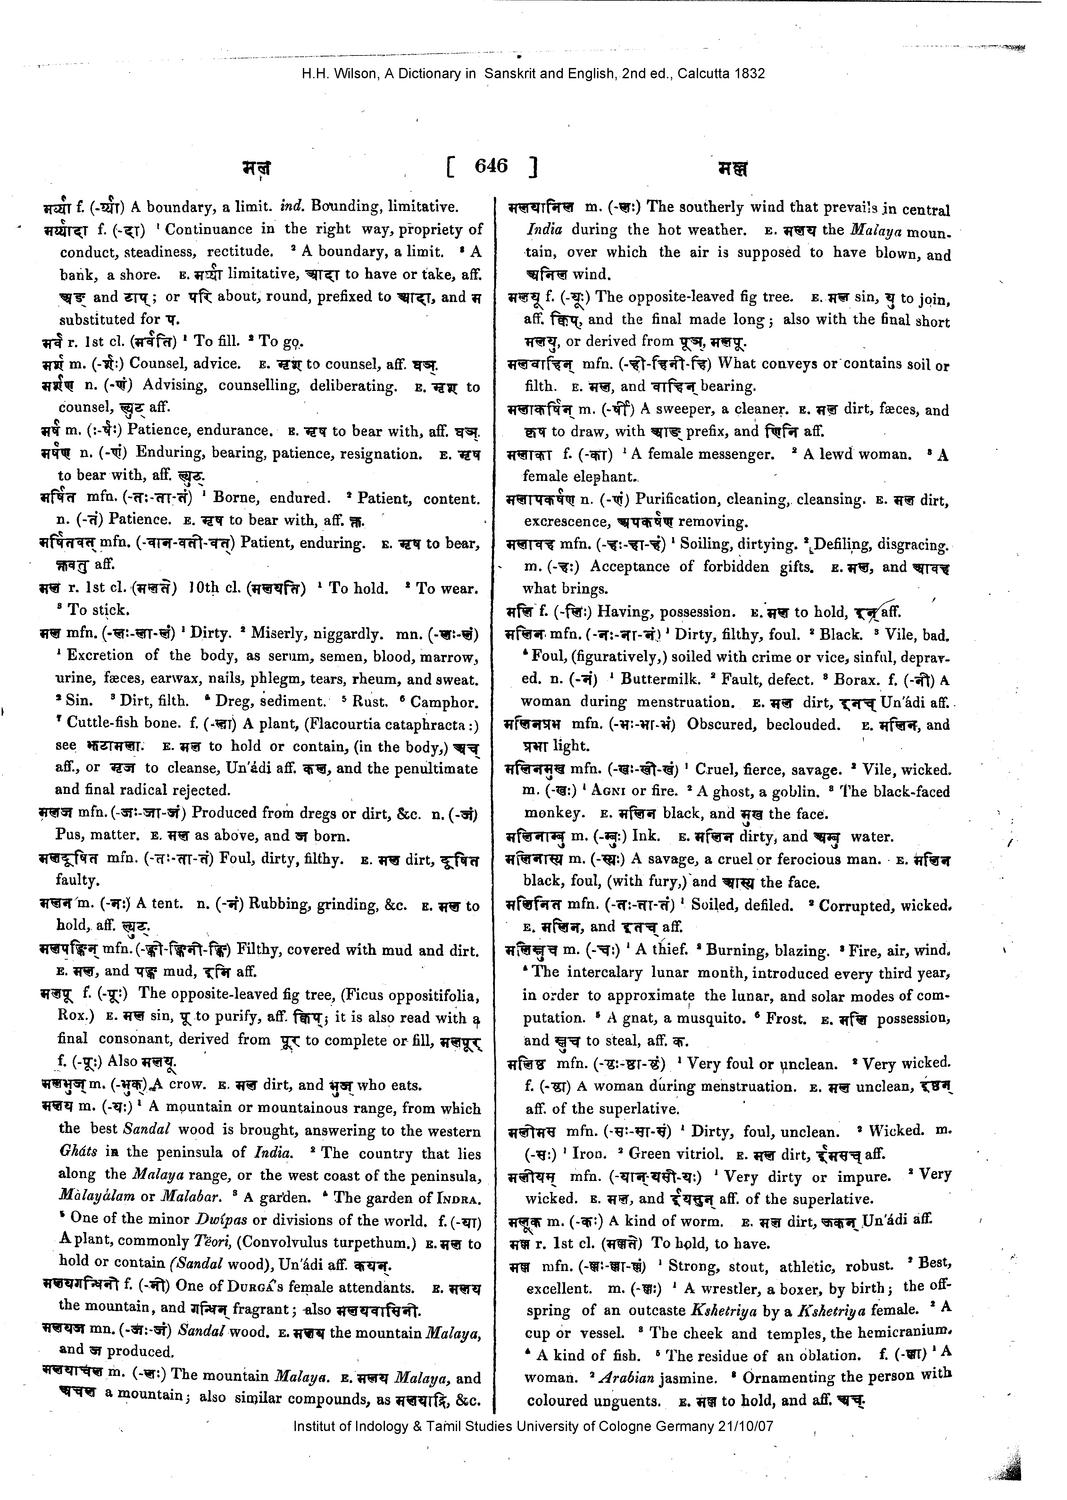 H.H. Wilson, A Dictionary in Sanskrit and English, 2nd ed., Calcutta 1832
मल [ 646 ] मल्ल
मर्य्या f. (-र्य्या) A boundary, a limit. ind. Bounding, limitative.
मर्य्यादा f. (-दा) ¹ Continuance in the right way, propriety of
conduct, steadiness, rectitude. ² A boundary, a limit. ³ A
bank, a shore. E. मर्य्या limitative, आदा to have or take, aff.
अङ् and टाप्; or परि about, round, prefixed to आदा, and म
substituted for प.
मर्व r. 1st cl. (मर्वति) ¹ To fill. ² To go.
मर्श m. (-र्शः) Counsel, advice. E. मृश to counsel, aff. घञ्.
मर्शण n. (-णं) Advising, counselling, deliberating. E. मृश to
counsel, ल्युट् aff.
मर्ष m. (:-र्षः) Patience, endurance. E. मृष to bear with, aff. घञ्.
मर्षण n. (-णं) Enduring, bearing, patience, resignation. E. मृष
to bear with, aff. ल्युट्.
मर्षित mfn. (-तः-ता-तं) ¹ Borne, endured. ² Patient, content.
n. (-तं) Patience. E. मृष to bear with, aff. क्त.
मर्षितवत् mfn. (-वान-वती-वत्) Patient, enduring. E. मृष to bear,
क्तवतु aff.
मल r. 1st cl. (मलते) 10th cl. (मलयति) ¹ To hold. ² To wear.
³ To stick.
मल mfn. (-लः-ला-लं) ¹ Dirty. ² Miserly, niggardly. mn. (-लः-लं)
¹ Excretion of the body, as serum, semen, blood, marrow,
urine, fæces, earwax, nails, phlegm, tears, rheum, and sweat.
² Sin. ³ Dirt, filth. ⁴ Dreg, sediment. ⁵ Rust. ⁶ Camphor.
⁷ Cuttle-fish bone. f. (-ला) A plant, (Flacourtia cataphracta:)
see झटामला. E. मल to hold or contain, (in the body,) अच्
aff., or मृज to cleanse, Un'ádi aff. कल, and the penultimate
and final radical rejected.
मलज mfn. (-जः-जा-जं) Produced from dregs or dirt, &c. n. (-जं)
Pus, matter. E. मल as above, and ज born.
मलदूषित mfn. (-तः-ता-तं) Foul, dirty, filthy. E. मल dirt, दूषित
faulty.
मलन m. (-नः) A tent. n. (-नं) Rubbing, grinding, &c. E. मल to
hold, aff. ल्युट्.
मलपङ्किन् mfn. (-ङ्की-ङ्किनी-ङ्कि) Filthy, covered with mud and dirt.
E. मल, and पङ्क mud, इनि aff.
मलपू f. (-पूः) The opposite-leaved fig tree, (Ficus oppositifolia,
Rox.) E. मल sin, पू to purify, aff. क्विप्; it is also read with a
final consonant, derived from पूर् to complete or fill, मलपूर्
f. (-पूः) Also मलयू.
मलभुज् m. (-भुक्) A crow. E. मल dirt, and भुज् who eats.
मलय m. (-यः) ¹ A mountain or mountainous range, from which
the best Sandal wood is brought, answering to the western
Gháts in the peninsula of India. ² The country that lies
along the Malaya range, or the west coast of the peninsula,
Màlayálam or Malabar. ³ A garden. ⁴ The garden of INDRA.
⁵ One of the minor Dwípas or divisions of the world. f. (-या)
A plant, commonly Téori, (Convolvulus turpethum.) E. मल to
hold or contain (Sandal wood), Un'ádi aff. कयन्.
मलयगन्धिनी f. (-नी) One of DURGÁ's female attendants. E. मलय
the mountain, and गन्धिन् fragrant; also मलयवासिनी.
मलयज mn. (-जः-जं) Sandal wood. E. मलय the mountain Malaya,
and ज produced.
मलयाचल m. (-लः) The mountain Malaya. E. मलय Malaya, and
अचल a mountain; also similar compounds, as मलयाद्रि, &c.
मलयानिल m. (-लः) The southerly wind that prevails in central
India during the hot weather. E. मलय the Malaya moun-
tain, over which the air is supposed to have blown, and
अनिल wind.
मलयू f. (-यूः) The opposite-leaved fig tree. E. मल sin, यु to join,
aff. क्विप्, and the final made long; also with the final short
मलयु, or derived from पूञ्, मलपू.
मलवाहिन् mfn. (-ही-हिनी-हि) What conveys or contains soil or
filth. E. मल, and वाहिन् bearing.
मलाकर्षिन् m. (-र्षी) A sweeper, a cleaner. E. मल dirt, fæces, and
कृष to draw, with आङ् prefix, and णिनि aff.
मलाका f. (-का) ¹ A female messenger. ² A lewd woman. ³ A
female elephant.
मलापकर्षण n. (-णं) Purification, cleaning, cleansing. E. मल dirt,
excrescence, अपकर्षण removing.
मलावह mfn. (-हः-हा-हं) ¹ Soiling, dirtying. ² Defiling, disgracing.
m. (-हः) Acceptance of forbidden gifts. E. मल, and आवह
what brings.
मलि f. (-लिः) Having, possession. E. मल to hold, इन् aff.
मलिन mfn. (-नः-ना-नं) ¹ Dirty, filthy, foul. ² Black. ³ Vile, bad.
⁴ Foul, (figuratively,) soiled with crime or vice, sinful, deprav-
ed. n. (-नं) ¹ Buttermilk. ² Fault, defect. ³ Borax. f. (-नी) A
woman during menstruation. E. मल dirt, इनच् Un'ádi aff.
मलिनप्रभ mfn. (-भः-भा-भं) Obscured, beclouded. E. मलिन, and
प्रभा light.
मलिनमुख mfn. (-खः-खी-खं) ¹ Cruel, fierce, savage. ² Vile, wicked.
m. (-खः) ¹ AGNI or fire. ² A ghost, a goblin. ³ The black-faced
monkey. E. मलिन black, and मुख the face.
मलिनाम्बु m. (-म्बुः) Ink. E. मलिन dirty, and अम्बु water.
मलिनास्य m. (-स्यः) A savage, a cruel or ferocious man. E. मलिन
black, foul, (with fury,) and आस्य the face.
मलिनित mfn. (-तः-ता-तं) ¹ Soiled, defiled. ² Corrupted, wicked.
E. मलिन, and इतच् aff.
मलिम्लुच m. (-चः) ¹ A thief. ² Burning, blazing. ³ Fire, air, wind.
⁴ The intercalary lunar month, introduced every third year,
in order to approximate the lunar, and solar modes of com-
putation. ⁵ A gnat, a musquito. ⁶ Frost. E. मलि possession,
and म्लुच to steal, aff. क.
मलिष्ठ mfn. (-ष्ठः-ष्ठा-ष्ठं) ¹ Very foul or unclean. ² Very wicked.
f. (-ष्ठा) A woman during menstruation. E. मल unclean, इष्ठन्
aff. of the superlative.
मलीमस mfn. (-सः-सा-सं) ¹ Dirty, foul, unclean. ² Wicked. m.
(-सः) ¹ Iron. ² Green vitriol. E. मल dirt, ईमसच् aff.
मलीयस् mfn. (-यान्-यसी-यः) ¹ Very dirty or impure. ² Very
wicked. E. मल, and ईयसुन् aff. of the superlative.
मलूक m. (-कः) A kind of worm. E. मल dirt, ऊकन् Un'ádi aff.
मल्ल r. 1st cl. (मल्लते) To hold, to have.
मल्ल mfn. (-ल्लः-ल्ला-ल्लं) ¹ Strong, stout, athletic, robust. ² Best,
excellent. m. (-ल्लः) ¹ A wrestler, a boxer, by birth; the off-
spring of an outcaste Kshetriya by a Kshetriya female. ² A
cup or vessel. ³ The cheek and temples, the hemicranium.
⁴ A kind of fish. ⁵ The residue of an oblation. f. (-ल्ला) ¹ A
woman. ² Arabian jasmine. ³ Ornamenting the person with
coloured unguents. E. मल्ल to hold, and aff. अच्.
Institut of Indology & Tamil Studies University of Cologne Germany 21/10/07